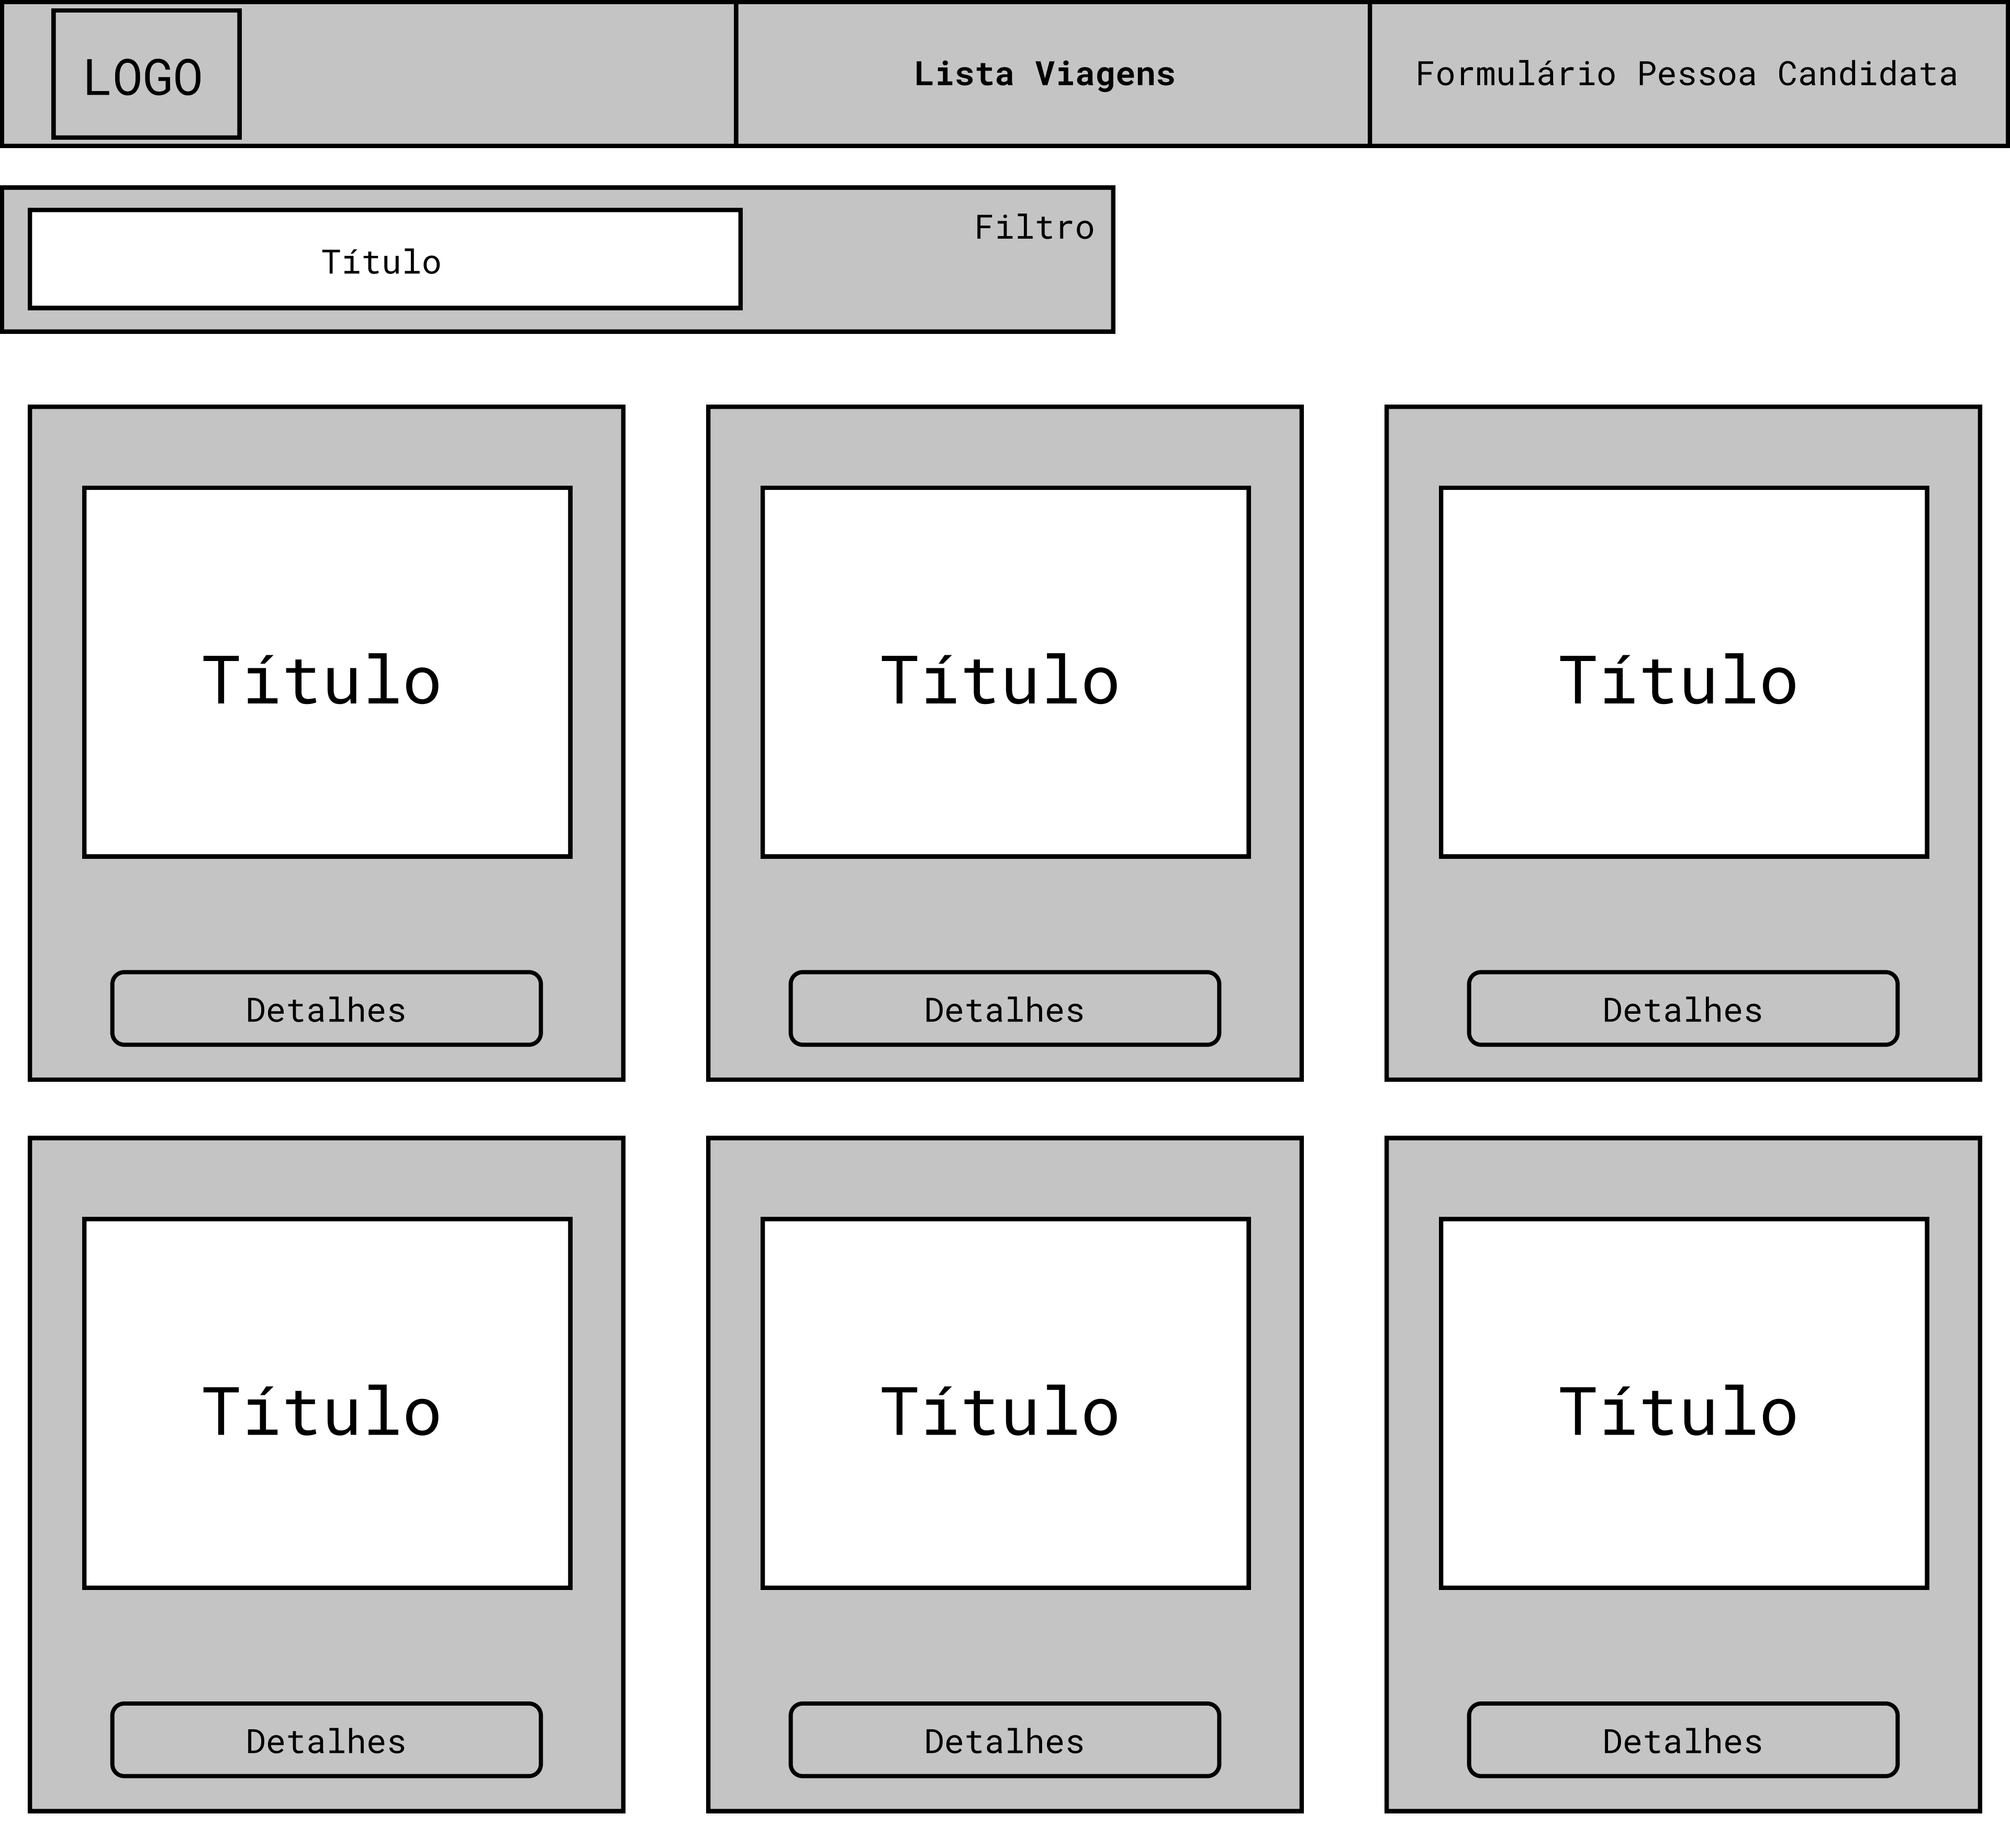 LOGO
Lista Viagens
Formulário Pessoa Candidata
Filtro
Título
Título
Título
Título
Detalhes
Detalhes
Detalhes
Título
Título
Título
Detalhes
Detalhes
Detalhes